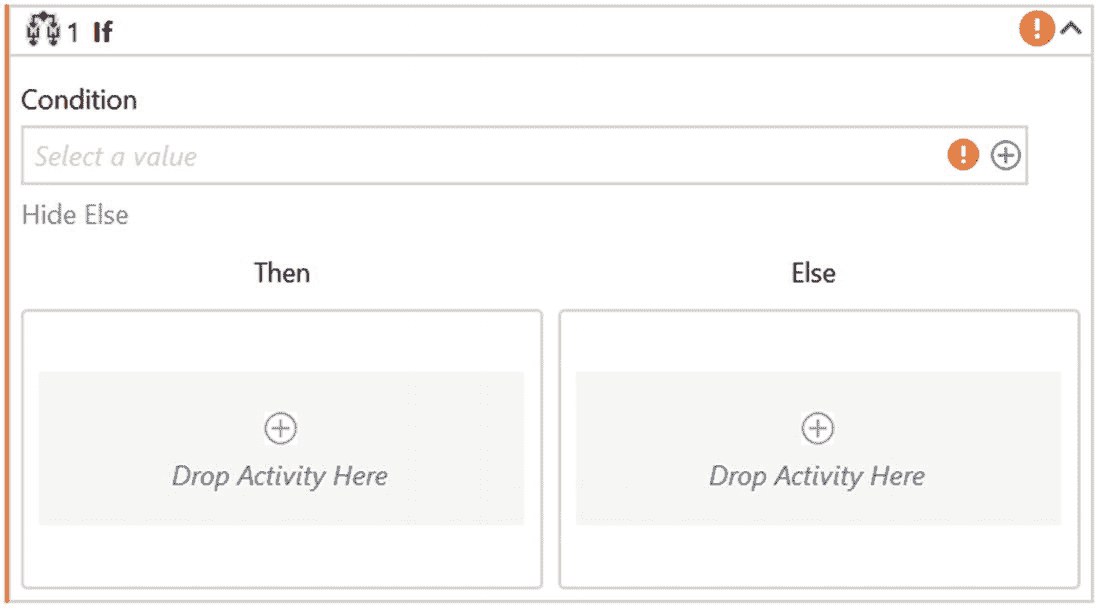 1 If
Condition
Select a value
Hide Else
Then
Else
Drop Activity Here
Drop Activity Here